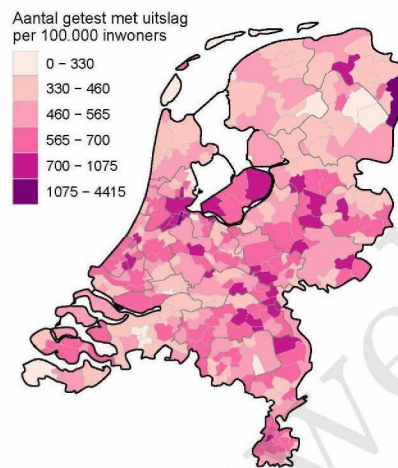 Aantal getest met uitslag
per 100.000 inwoners
0 – 330
330 – 460
460 – 565
565 – 700
700 – 1075
1075 – 4415
we